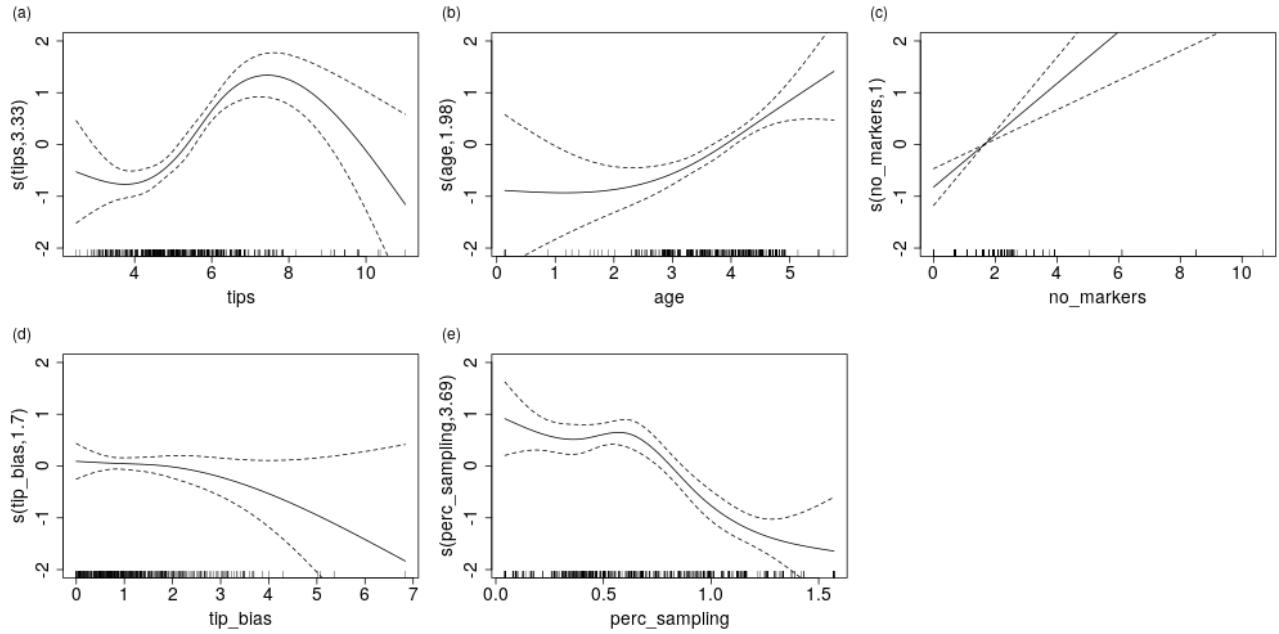 (a)
2
1
0
-1
-2
s(tips,3.33)
4 6 8 10
tips
(b)
2
1
0
-1
-2
s(age,1.98)
0 1 2 3 4 5
age
(c)
2
1
0
-1
-2
s(no_markers,1)
0 2 4 6 8 10
no_markers
(d)
2
1
0
-1
-2
s(tip_bias,1.7)
0 1 2 3 4 5 6 7
tip_bias
(e)
2
1
0
-1
-2
s(perc_sampling,3.69)
0.0 0.5 1.0 1.5
perc_sampling